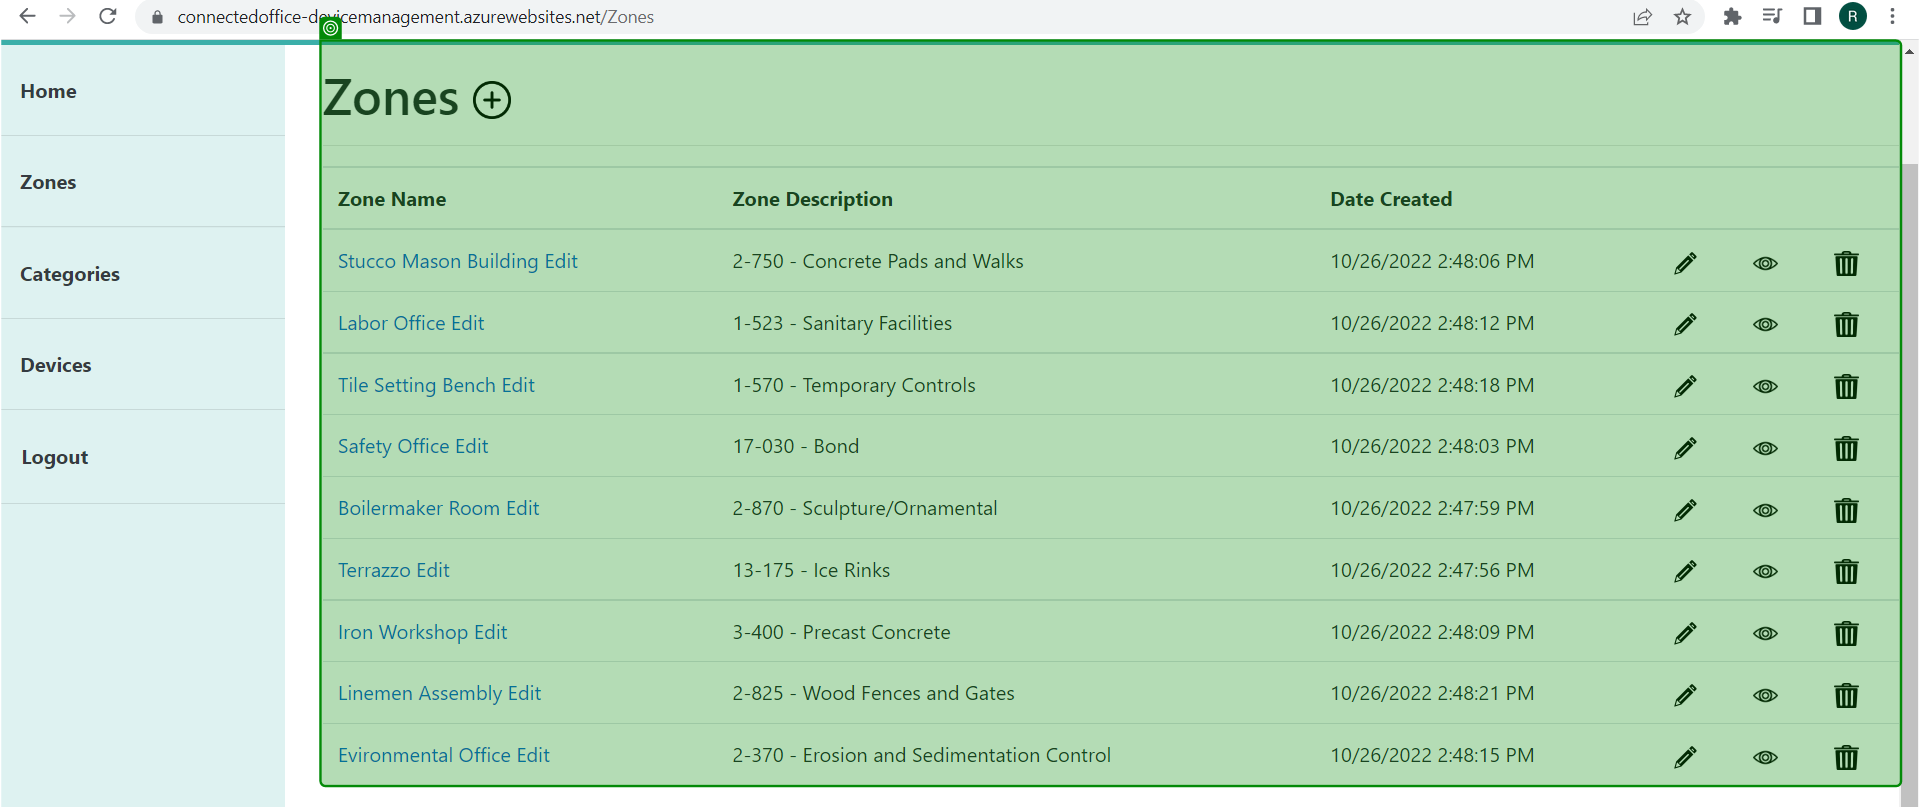 connectedoffice-devicemanagement.azurewebsites.net/Zones
R
Home
Zones
Categories
Devices
Logout
Zones
Zone Name Zone Description Date Created
Stucco Mason Building Edit 2-750 - Concrete Pads and Walks 10/26/2022 2:48:06 PM
Labor Office Edit 1-523 - Sanitary Facilities 10/26/2022 2:48:12 PM
Tile Setting Bench Edit 1-570 - Temporary Controls 10/26/2022 2:48:18 PM
Safety Office Edit 17-030 - Bond 10/26/2022 2:48:03 PM
Boilermaker Room Edit 2-870 - Sculpture/Ornamental 10/26/2022 2:47:59 PM
Terrazzo Edit 13-175 - Ice Rinks 10/26/2022 2:47:56 PM
Iron Workshop Edit 3-400 - Precast Concrete 10/26/2022 2:48:09 PM
Linemen Assembly Edit 2-825 - Wood Fences and Gates 10/26/2022 2:48:21 PM
Evironmental Office Edit 2-370 - Erosion and Sedimentation Control 10/26/2022 2:48:15 PM